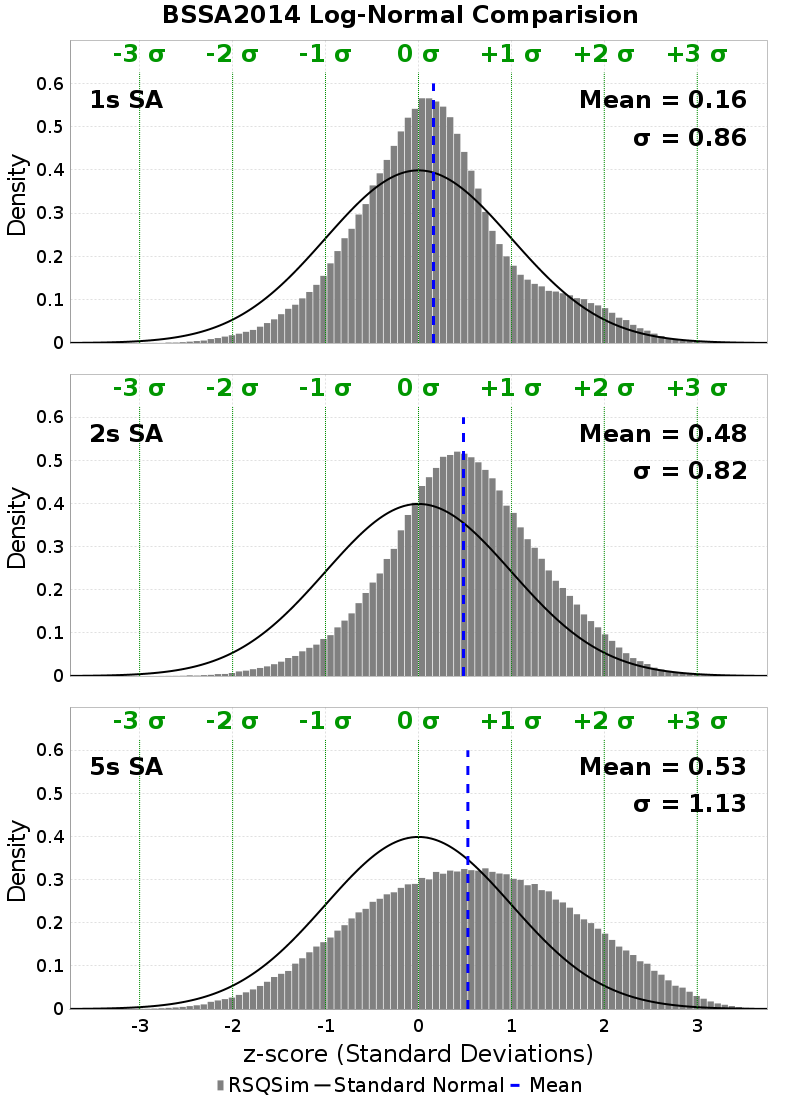 BSSA2014 Log-Normal Comparision
-3 σ -2 σ -1 σ 0 σ +1 σ +2 σ +3 σ
1s SA
Mean = 0.16
σ = 0.86
0.6
0.5
0.4
0.3
0.2
0.1
0
Density
-3 σ -2 σ -1 σ 0 σ +1 σ +2 σ +3 σ
2s SA
Mean = 0.48
σ = 0.82
0.6
0.5
0.4
0.3
0.2
0.1
0
Density
-3 σ -2 σ -1 σ 0 σ +1 σ +2 σ +3 σ
5s SA
Mean = 0.53
σ = 1.13
0.6
0.5
0.4
0.3
0.2
0.1
0
Density
-3 -2 -1 0 1 2 3
z-score (Standard Deviations)
RSQSim Standard Normal Mean